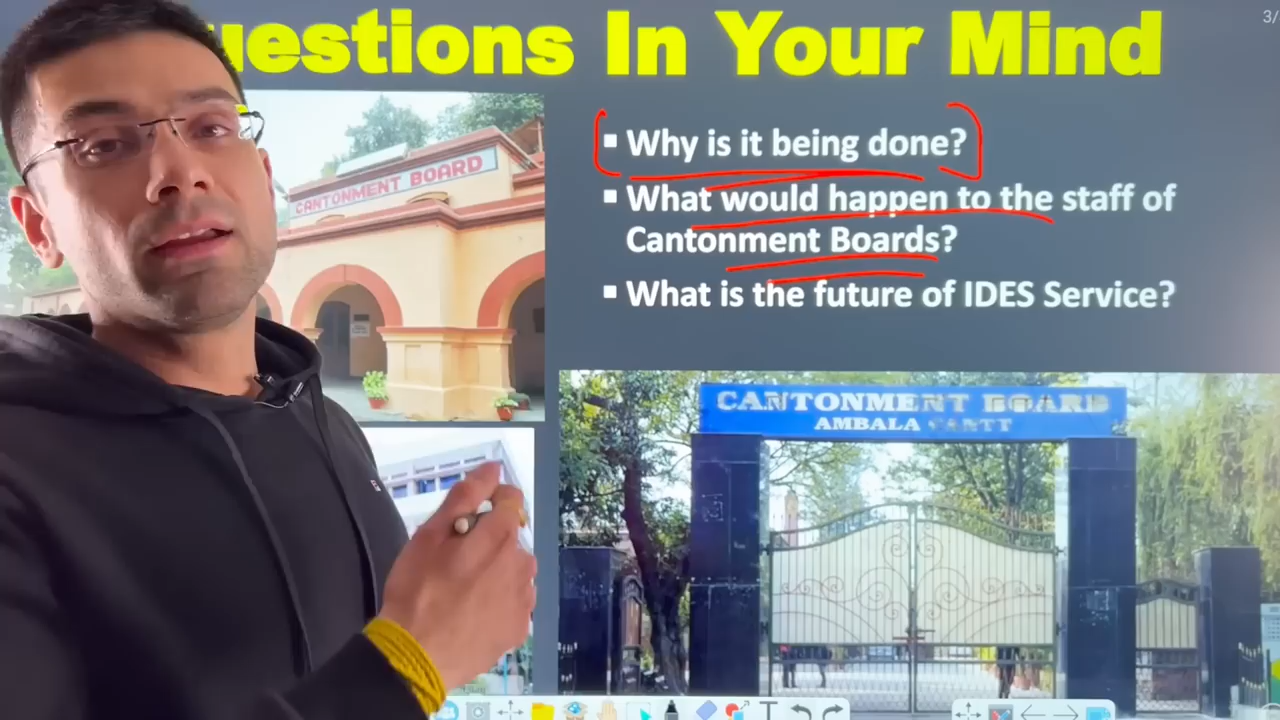 uestions In Your Mind
3/
▪ Why is it being done?
▪ What would happen to the staff of
Cantonment Boards?
▪ What is the future of IDES Service?
CANTONMENT BOARD
CANTONMENT BOARD
AMBALA CANTT